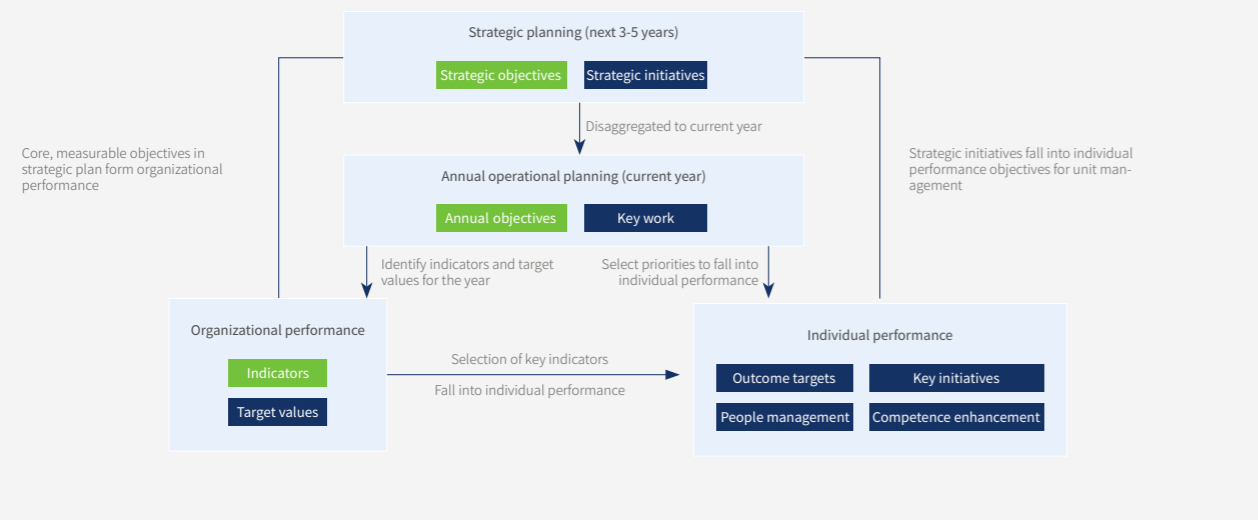 Strategic planning (next 3-5 years)
Strategic objectives
Strategic initiatives
Disaggregated to current year
Core, measurable objectives in
strategic plan form organizational
performance
Strategic initiatives fall into individual
performance objectives for unit man-
agement
Annual operational planning (current year)
Annual objectives
Key work
Identify indicators and target
values for the year
Select priorities to fall into
individual performance
Organizational performance
Indicators
Target values
Selection of key indicators
Fall into individual performance
Individual performance
Outcome targets
Key initiatives
People management
Competence enhancement